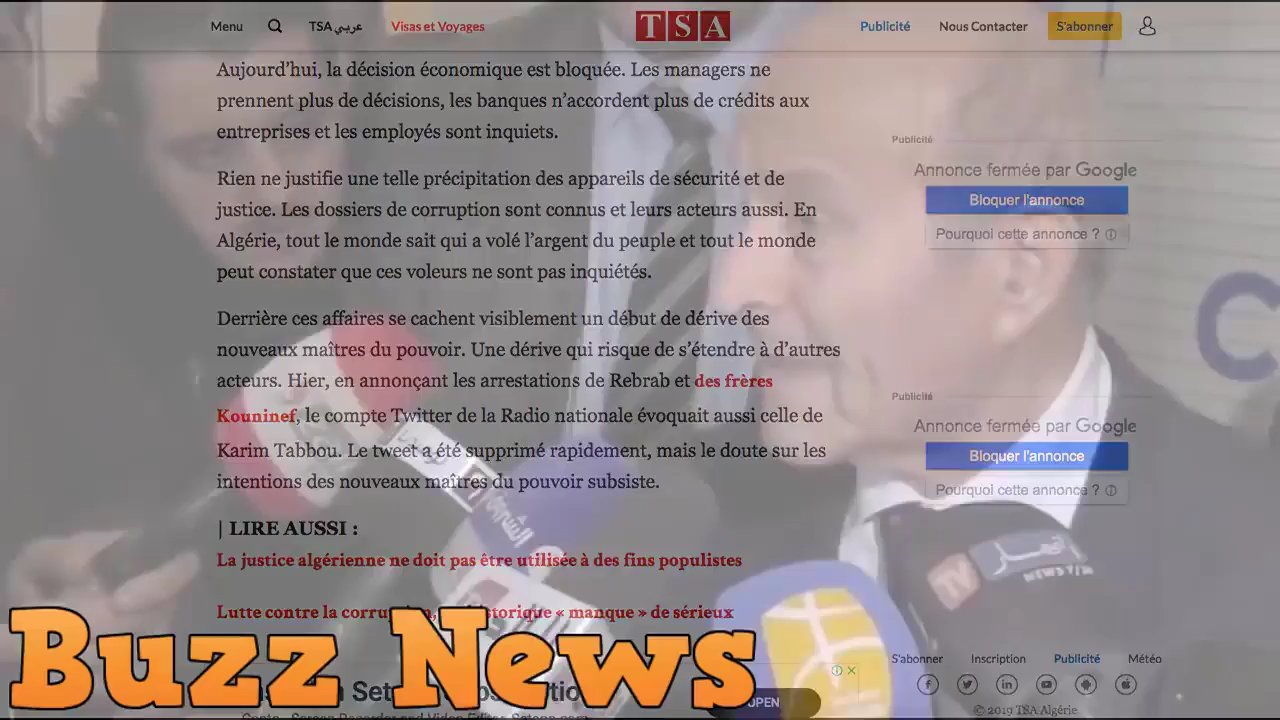 Menu TSA عربي Visas et Voyages TSA Publicité Nous Contacter S'abonner
Aujourd'hui, la décision économique est bloquée. Les managers ne
prennent plus de décisions, les banques n'accordent plus de crédits aux
entreprises et les employés sont inquiets.
Publicité
Annonce fermée par Google
Bloquer l'annonce
Pourquoi cette annonce ?
Rien ne justifie une telle précipitation des appareils de sécurité et de
justice. Les dossiers de corruption sont connus et leurs acteurs aussi. En
Algérie, tout le monde sait qui a volé l'argent du peuple et tout le monde
peut constater que ces voleurs ne sont pas inquiétés.
Derrière ces affaires se cachent visiblement un début de dérive des
nouveaux maîtres du pouvoir. Une dérive qui risque de s'étendre à d'autres
acteurs. Hier, en annonçant les arrestations de Rebrab et des frères
Kouninef, le compte Twitter de la Radio nationale évoquait aussi celle de
Karim Tabbou. Le tweet a été supprimé rapidement, mais le doute sur les
intentions des nouveaux maîtres du pouvoir subsiste.
Publicité
Annonce fermée par Google
Bloquer l'annonce
Pourquoi cette annonce ?
| LIRE AUSSI :
La justice algérienne ne doit pas être utilisée à des fins populistes
Lutte contre la historique « manque » de sérieux
Buzz News
OPEN
S'abonner Inscription Publicité Météo
© 2019 TSA Algérie
الشروق
TV
NEWS
C